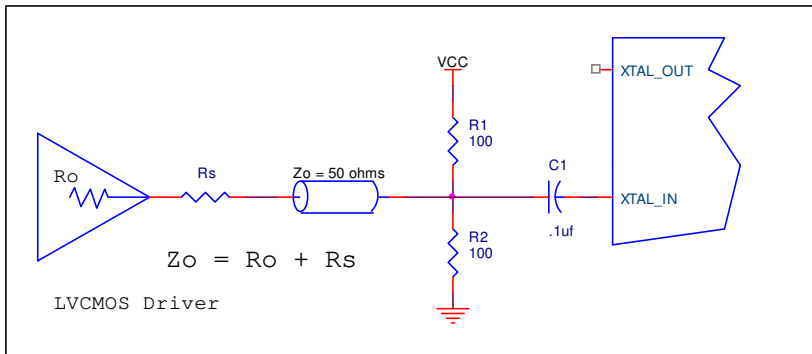 VCC
XTAL_OUT
R1
100
Ro
Rs
Zo = 50 ohms
C1
XTAL_IN
.1uf
R2
100
Zo = Ro + Rs
LVCMOS Driver